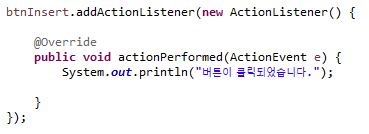 btnInsert.addActionListener(new ActionListener() {
@Override
public void actionPerformed(ActionEvent e) {
System.out.println("버튼이 클릭되었습니다.");
}
});